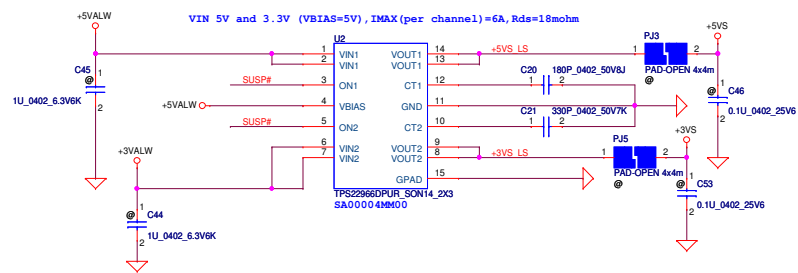 +5VALW
VIN 5V and 3.3V (VBIAS=5V),IMAX(per channel)=6A,Rds=18mohm
+5VS
U2
PJ3
1 VIN1 VOUT1 14 +5VS_LS 1 2
2 VIN1 VOUT1 13
C45
@
1
2
1U_0402_6.3V6K
SUSP# 3 ON1 CT1 12
C20 180P_0402_50V8J
1 2
PAD-OPEN 4x4m
@
C46
@
1
2
0.1U_0402_25V6
+5VALW 4 VBIAS GND 11
C21 330P_0402_50V7K
SUSP# 5 ON2 CT2 10 1 2
+3VS
PJ5
6 VIN2 VOUT2 9
7 VIN2 VOUT2 8 +3VS_LS 1 2
+3VALW
GPAD 15
PAD-OPEN 4x4m
@
C53
@
1
2
0.1U_0402_25V6
TPS22966DPUR_SON14_2X3
SA00004MM00
C44
@
1
2
1U_0402_6.3V6K